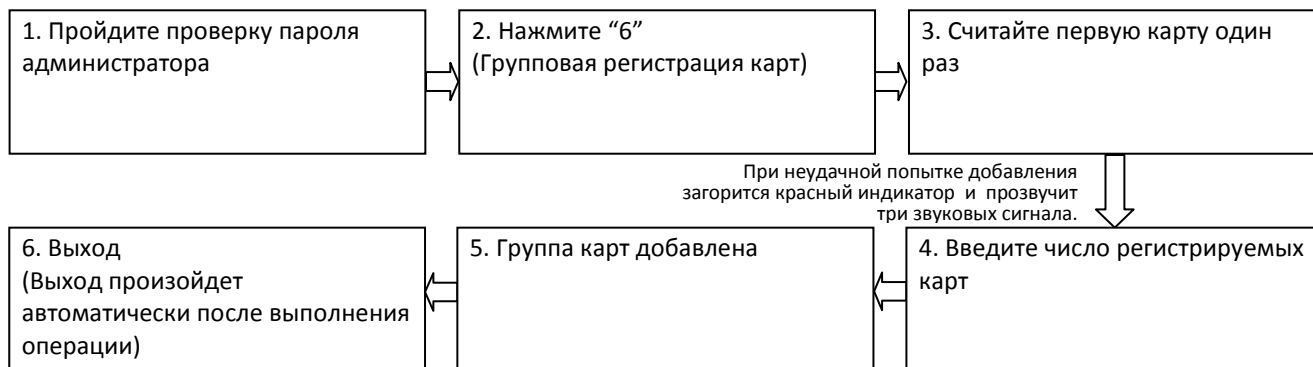 1. Пройдите проверку пароля
администратора
2. Нажмите “6”
(Групповая регистрация карт)
3. Считайте первую карту один
раз
При неудачной попытке добавления
загорится красный индикатор и прозвучит
три звуковых сигнала.
4. Введите число регистрируемых
карт
5. Группа карт добавлена
6. Выход
(Выход произойдет
автоматически после выполнения
операции)